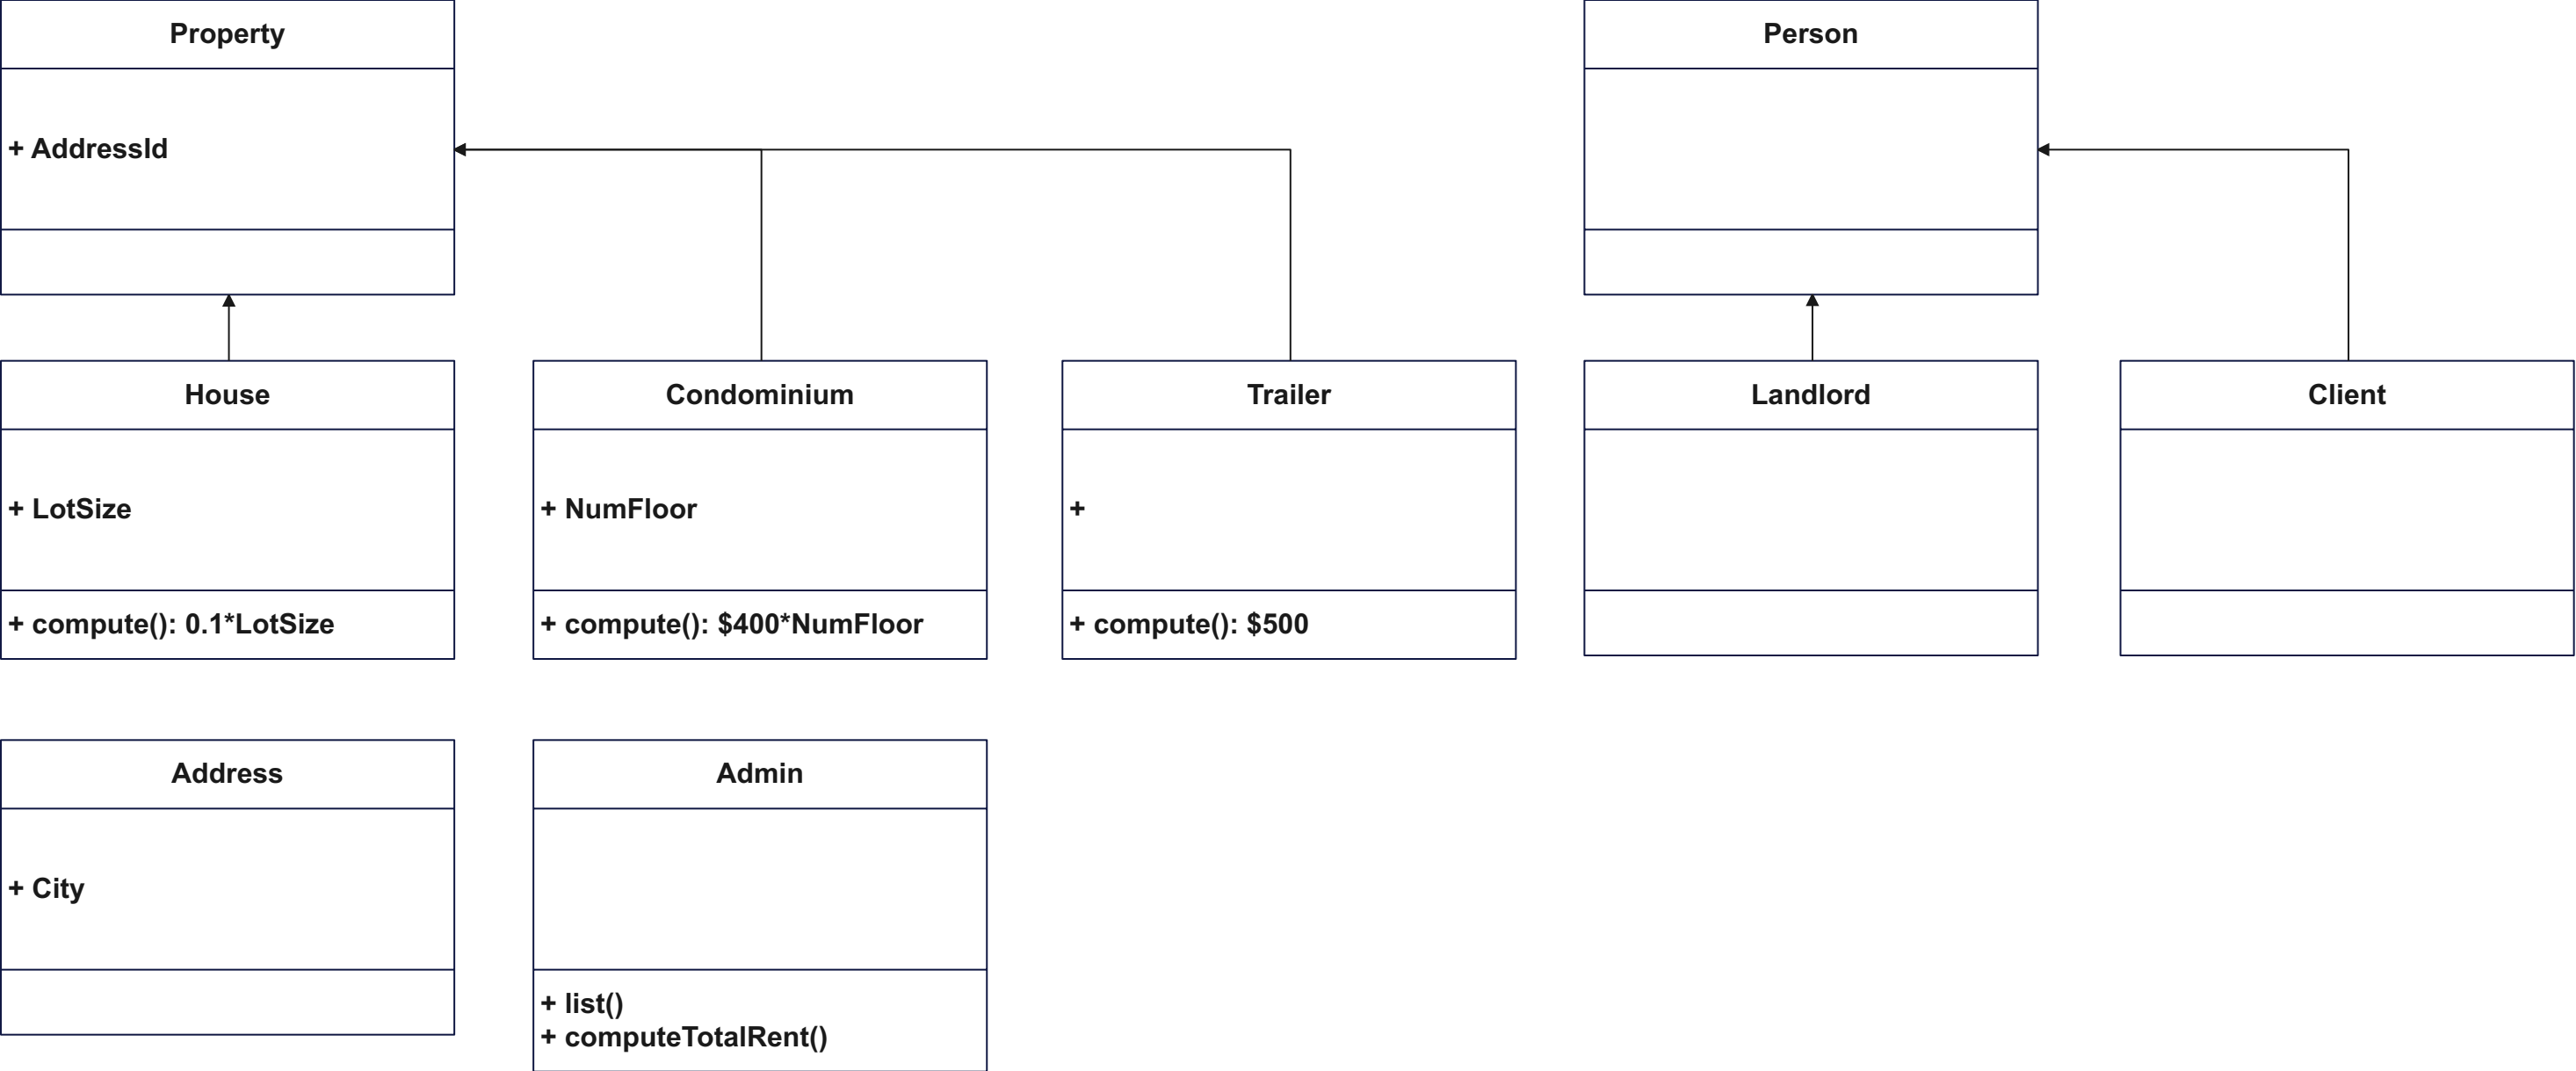 Property
+ AddressId
Person
House
+ LotSize
+ compute(): 0.1*LotSize
Condominium
+ NumFloor
+ compute(): $400*NumFloor
Trailer
+
+ compute(): $500
Landlord
Client
Address
+ City
Admin
+ list()
+ computeTotalRent()